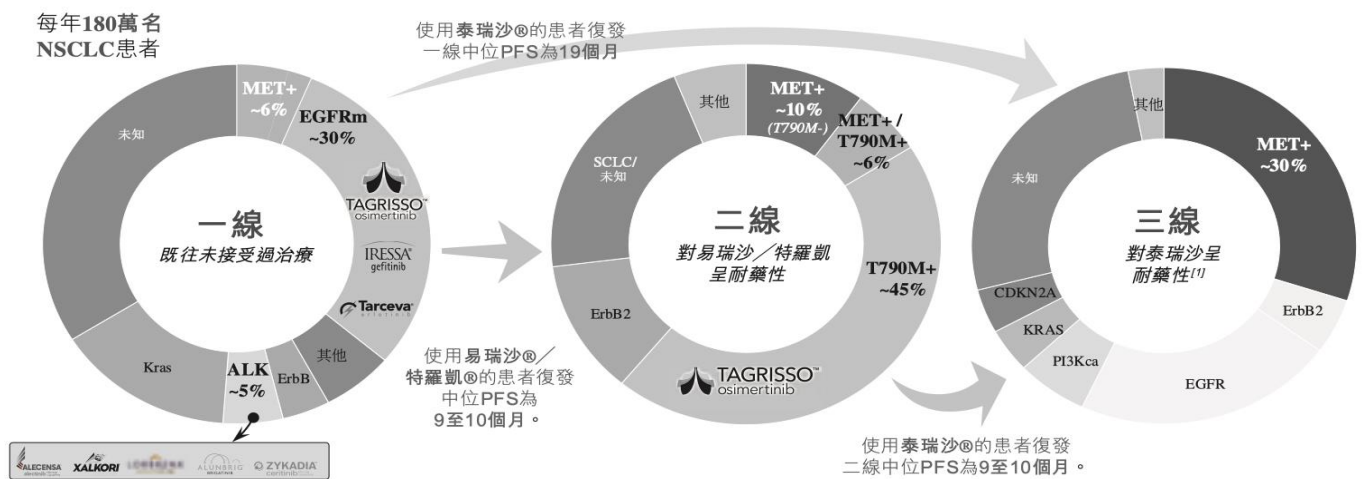 每年180萬名
NSCLC患者
使用泰瑞沙®的患者復發
一線中位PFS為19個月
MET+
~6%
EGFRm
~30%
未知
TAGRISSO™
osimertinib
一線
既往未接受過治療
IRESSA®
gefitinib
Tarceva®
erlotinib
Kras
ALK
~5%
ErbB
其他
ALECENSA
XALKORI
ALUNBRIG
BRIGATINIB
ZYKADIA
ceritinib
使用易瑞沙®╱
特羅凱®的患者復發
中位PFS為
9至10個月。
其他
MET+
~10%
(T790M-)
MET+ /
T790M+
~6%
SCLC/
未知
二線
對易瑞沙╱特羅凱
呈耐藥性
T790M+
~45%
ErbB2
TAGRISSO™
osimertinib
使用泰瑞沙®的患者復發
二線中位PFS為9至10個月。
其他
MET+
~30%
未知
三線
對泰瑞沙呈
耐藥性[1]
CDKN2A
ErbB2
KRAS
PI3Kca
EGFR